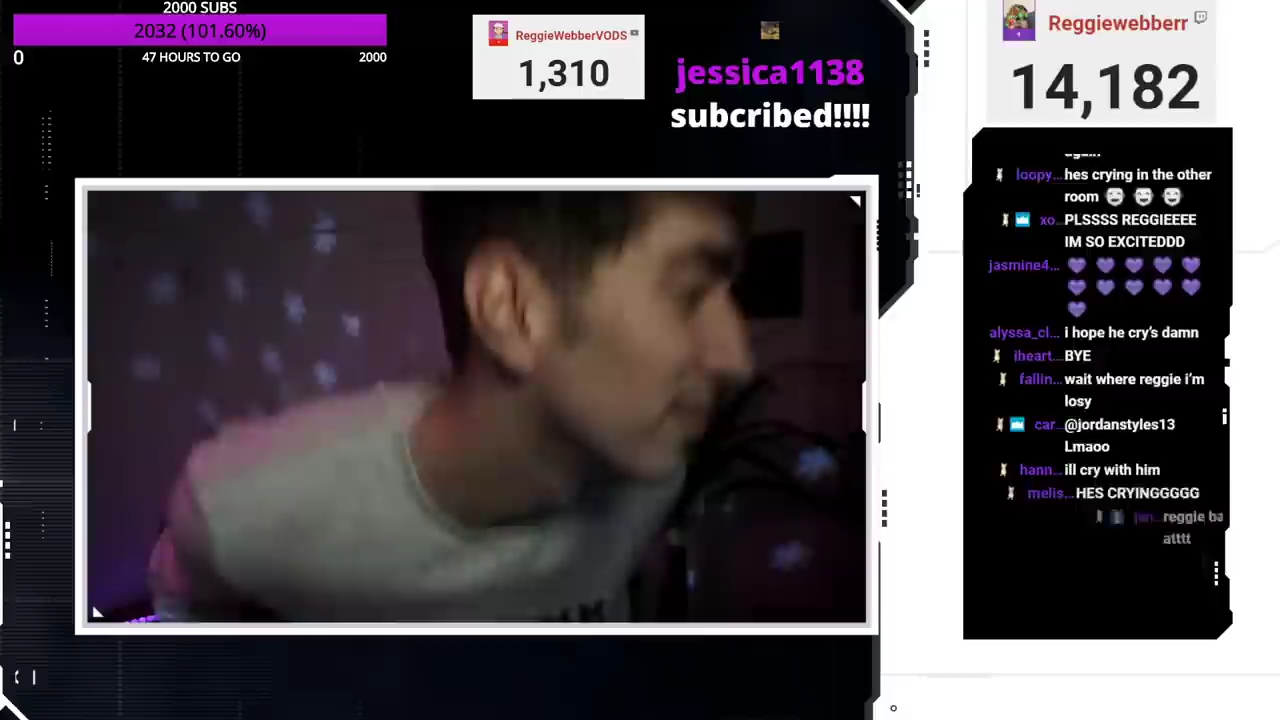 2000 SUBS
2032 (101.60%)
0
47 HOURS TO GO
2000
ReggieWebberVODS
1,310
jessica1138
subcribed!!!!
Reggiewebberr
14,182
again
loopy... hes crying in the other
room
xo... PLSSSS REGGIEEEE
IM SO EXCITEDDD
jasmine4...
alyssa_cl... i hope he cry's damn
iheart... BYE
fallin... wait where reggie i'm
losy
car... @jordanstyles13
Lmaoo
hann... ill cry with him
melis... HES CRYINGGGGG
reggie ba
atttt